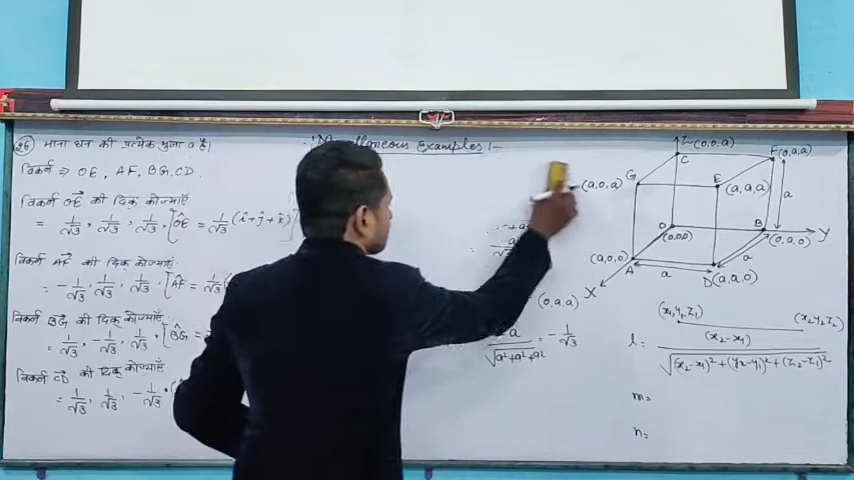 26 माना घन की प्रत्येक भुजा a है।
Examples :-
विकर्ण ⇒ OE, AF, BG, CD
विकर्ण OE की दिक् कोज्याएँ
= 1/√3, 1/√3, 1/√3, [OÊ = 1/√3 (î+ĵ+k̂)
विकर्ण AF की दिक् कोज्याएँ
= -1/√3, 1/√3, 1/√3, [AF̂ = 1/√
विकर्ण BG की दिक् कोज्याएँ
= 1/√3, -1/√3, 1/√3, [BĜ =
विकर्ण CD की दिक् कोज्याएँ
= 1/√3, 1/√3, -1/√3,
(0,a,a)
√a²+a²+a² = -1/√3
Z (0,0,a)
C
F(0,a,a)
(a,0,a) G
E (a,a,a)
a
O (0,0,0)
B (0,a,0)
Y
(a,0,0) A
a
a
D(a,a,0)
X
(x₁,y₁,z₁)
(x₂,y₂,z₂)
l = (x₂-x₁) / √(x₂-x₁)²+(y₂-y₁)²+(z₂-z₁)²
m=
n=